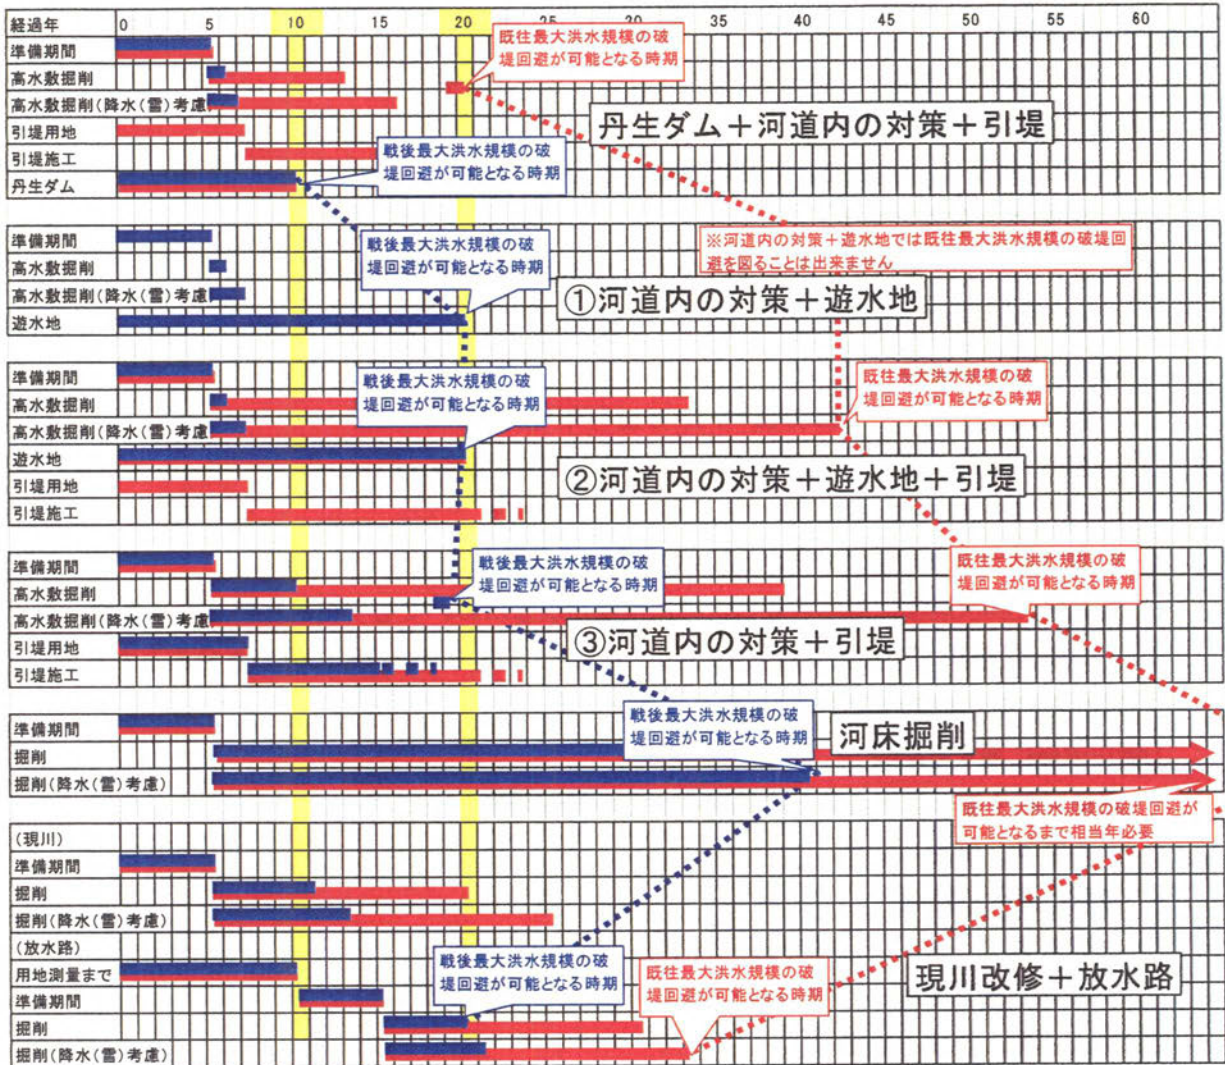 経過年 0 5 10 15 20 25 30 35 40 45 50 55 60
準備期間
高水敷掘削
高水敷掘削(降水(雪)考慮
引堤用地
引堤施工
丹生ダム
既往最大洪水規模の破
堤回避が可能となる時期
丹生ダム+河道内の対策+引堤
戦後最大洪水規模の破
堤回避が可能となる時期
準備期間
高水敷掘削
高水敷掘削(降水(雪)考慮
遊水地
戦後最大洪水規模の破
堤回避が可能となる時期
※河道内の対策+遊水地では既往最大洪水規模の破堤回
避を図ることは出来ません
①河道内の対策+遊水地
準備期間
高水敷掘削
高水敷掘削(降水(雪)考慮
遊水地
引堤用地
引堤施工
戦後最大洪水規模の破
堤回避が可能となる時期
既往最大洪水規模の破
堤回避が可能となる時期
②河道内の対策+遊水地+引堤
準備期間
高水敷掘削
高水敷掘削(降水(雪)考慮
引堤用地
引堤施工
戦後最大洪水規模の破
堤回避が可能となる時期
既往最大洪水規模の破
堤回避が可能となる時期
③河道内の対策+引堤
準備期間
掘削
掘削(降水(雪)考慮)
戦後最大洪水規模の破
堤回避が可能となる時期
河床掘削
既往最大洪水規模の破堤回避が
可能となるまで相当年必要
(現川)
準備期間
掘削
掘削(降水(雪)考慮)
(放水路)
用地測量まで
準備期間
掘削
掘削(降水(雪)考慮)
戦後最大洪水規模の破
堤回避が可能となる時期
既往最大洪水規模の破
堤回避が可能となる時期
現川改修+放水路